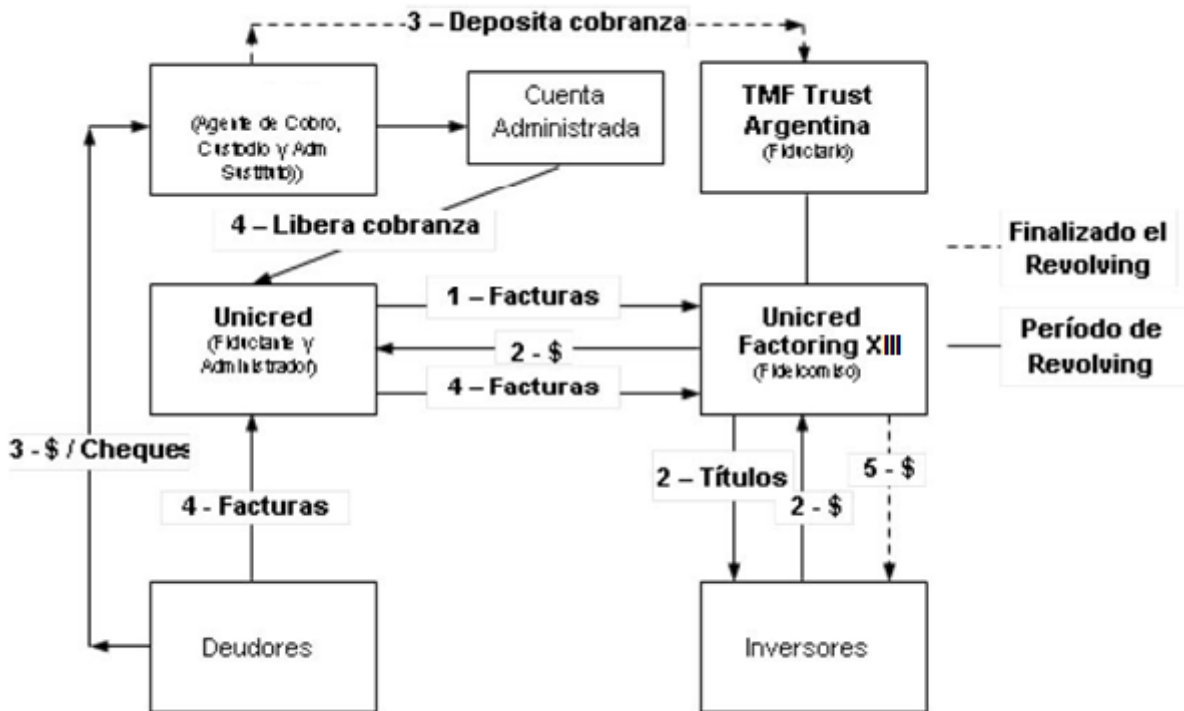 3 – Deposita cobranza
(Agente de Cobro,
Custodio y Adm
Sustituto))
Cuenta
Administrada
TMF Trust
Argentina
(Fiduciario)
4 – Libera cobranza
Finalizado el
Revolving
Unicred
(Fiduciante y
Administrador)
1 – Facturas
2 - $
4 – Facturas
Unicred
Factoring XIII
(Fideicomiso)
Período de
Revolving
3 - $ / Cheques
4 - Facturas
2 – Títulos
2 - $
5 - $
Deudores
Inversores